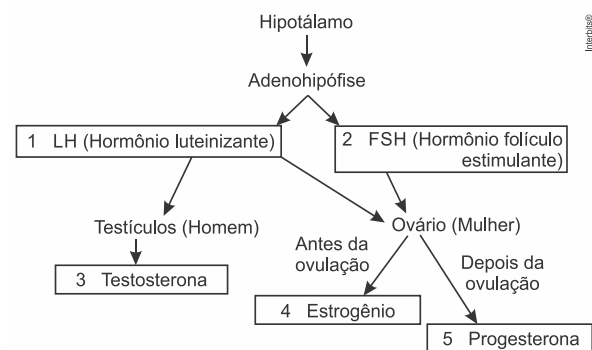 Hipotálamo
Adenohipófise
1 LH (Hormônio luteinizante)
2 FSH (Hormônio folículo
estimulante)
Testículos (Homem)
Ovário (Mulher)
Antes da
ovulação
Depois da
ovulação
3 Testosterona
4 Estrogênio
5 Progesterona
Interbits®